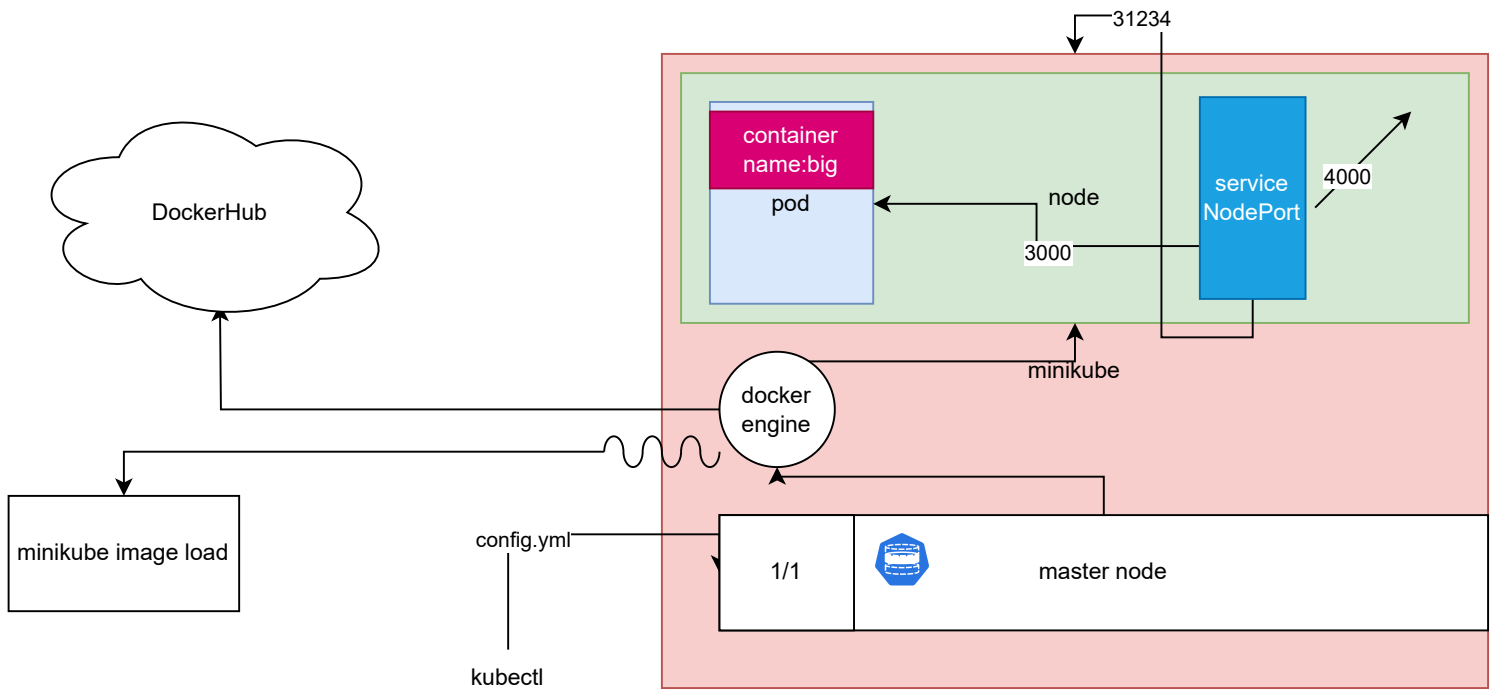 31234
container
name:big
pod
node
service
NodePort
4000
3000
DockerHub
minikube
docker
engine
minikube image load
config.yml
1/1
master node
kubectl